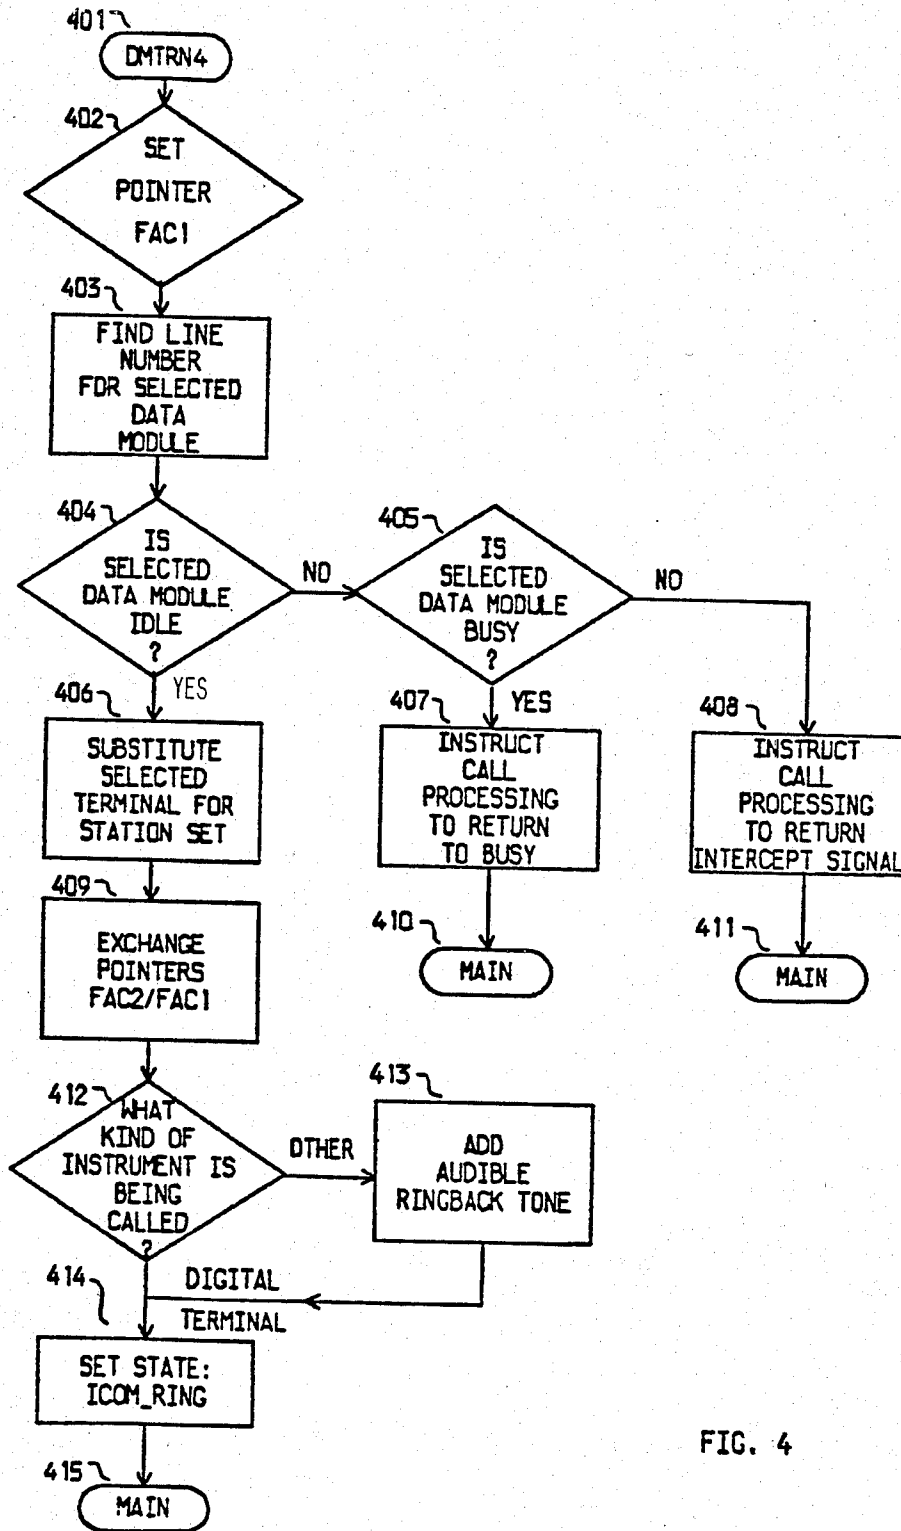 401
DMTRN4
402
SET
POINTER
FAC1
403
FIND LINE
NUMBER
FOR SELECTED
DATA
MODULE
404
IS
SELECTED
DATA MODULE
IDLE
?
NO
405
IS
SELECTED
DATA MODULE
BUSY
?
NO
YES
406
SUBSTITUTE
SELECTED
TERMINAL FOR
STATION SET
YES
407
INSTRUCT
CALL
PROCESSING
TO RETURN
TO BUSY
408
INSTRUCT
CALL
PROCESSING
TO RETURN
INTERCEPT SIGNAL
409
EXCHANGE
POINTERS
FAC2/FAC1
410
MAIN
411
MAIN
412
WHAT
KIND OF
INSTRUMENT IS
BEING
CALLED
?
OTHER
413
ADD
AUDIBLE
RINGBACK TONE
DIGITAL
TERMINAL
414
SET STATE:
ICOM_RING
415
MAIN
FIG. 4